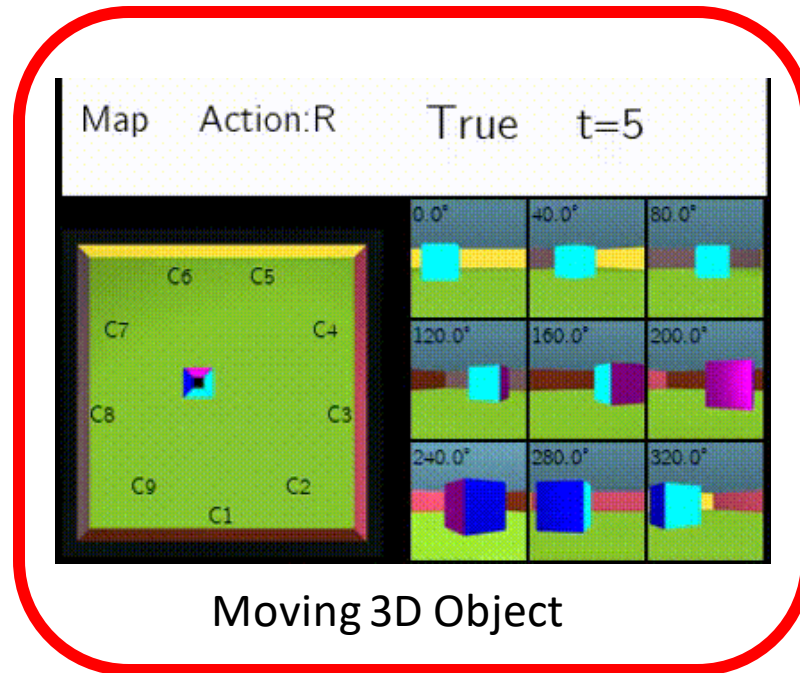 Map Action:R True t=5
0.0° 40.0° 80.0°
C6 C5
C7 C4
120.0° 160.0° 200.0°
C8 C3
240.0° 280.0° 320.0°
C9 C2
C1
Moving 3D Object